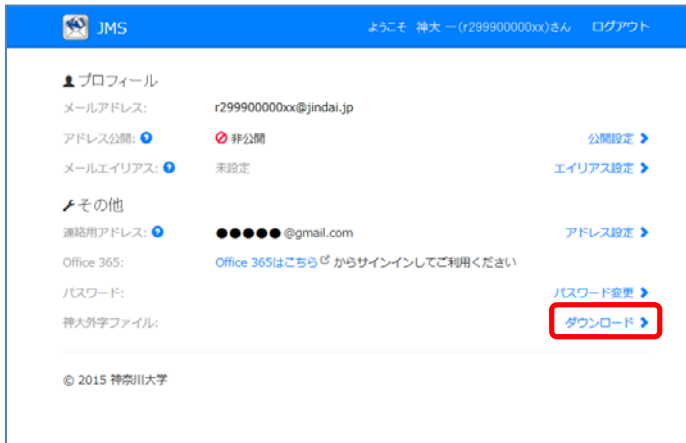 JMS ようこそ 神大 一(r299900000xx)さん ログアウト
プロフィール
メールアドレス: r299900000xx@jindai.jp
アドレス公開: 非公開 公開設定
メールエイリアス: 未設定 エイリアス設定
その他
連絡用アドレス: ●●●●●@gmail.com アドレス設定
Office 365: Office 365はこちら からサインインしてご利用ください
パスワード: パスワード変更
神大外字ファイル: ダウンロード
© 2015 神奈川大学